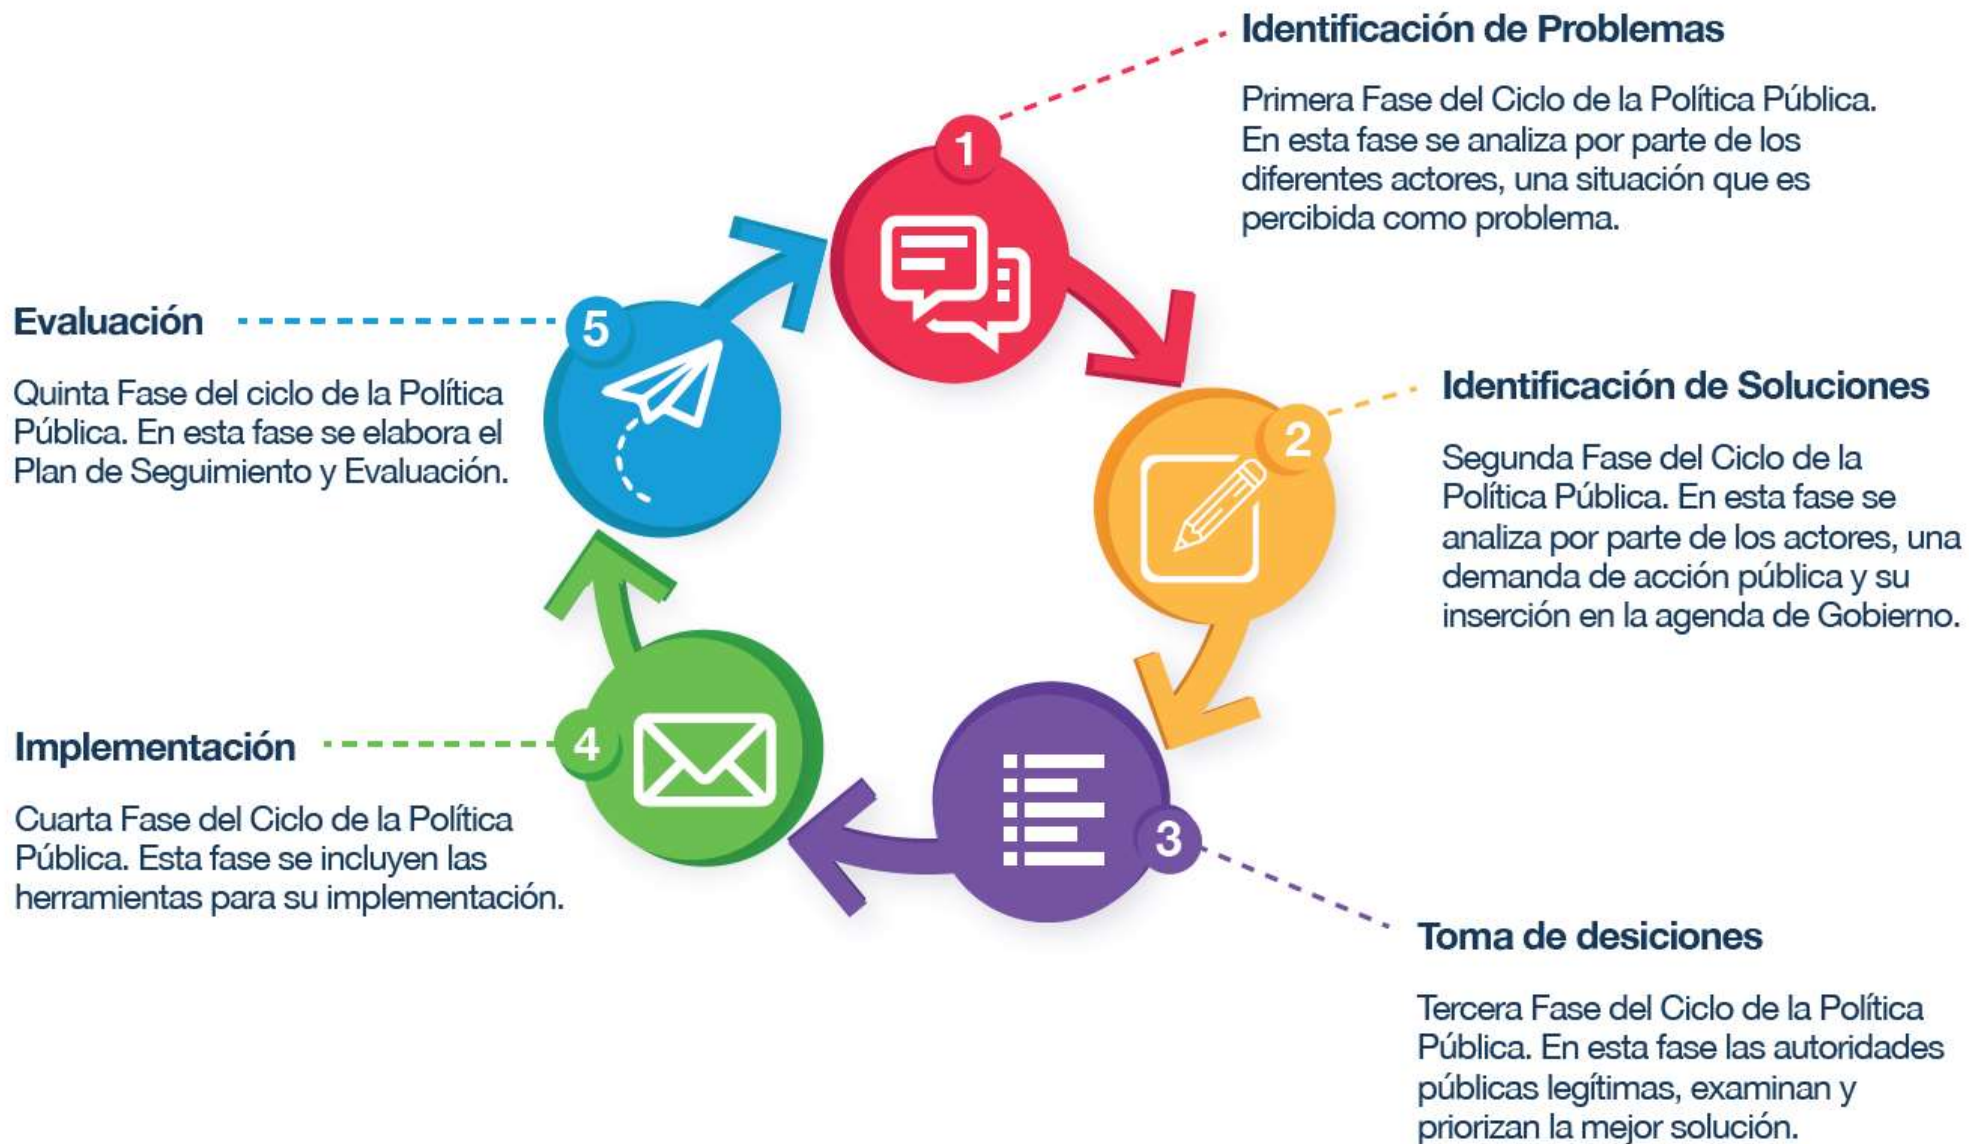 Identificación de Problemas
Primera Fase del Ciclo de la Política Pública.
En esta fase se analiza por parte de los
diferentes actores, una situación que es
percibida como problema.
1
Identificación de Soluciones
Segunda Fase del Ciclo de la
Política Pública. En esta fase se
analiza por parte de los actores, una
demanda de acción pública y su
inserción en la agenda de Gobierno.
2
Toma de desiciones
Tercera Fase del Ciclo de la Política
Pública. En esta fase las autoridades
públicas legítimas, examinan y
priorizan la mejor solución.
3
Implementación
Cuarta Fase del Ciclo de la Política
Pública. Esta fase se incluyen las
herramientas para su implementación.
4
Evaluación
Quinta Fase del ciclo de la Política
Pública. En esta fase se elabora el
Plan de Seguimiento y Evaluación.
5